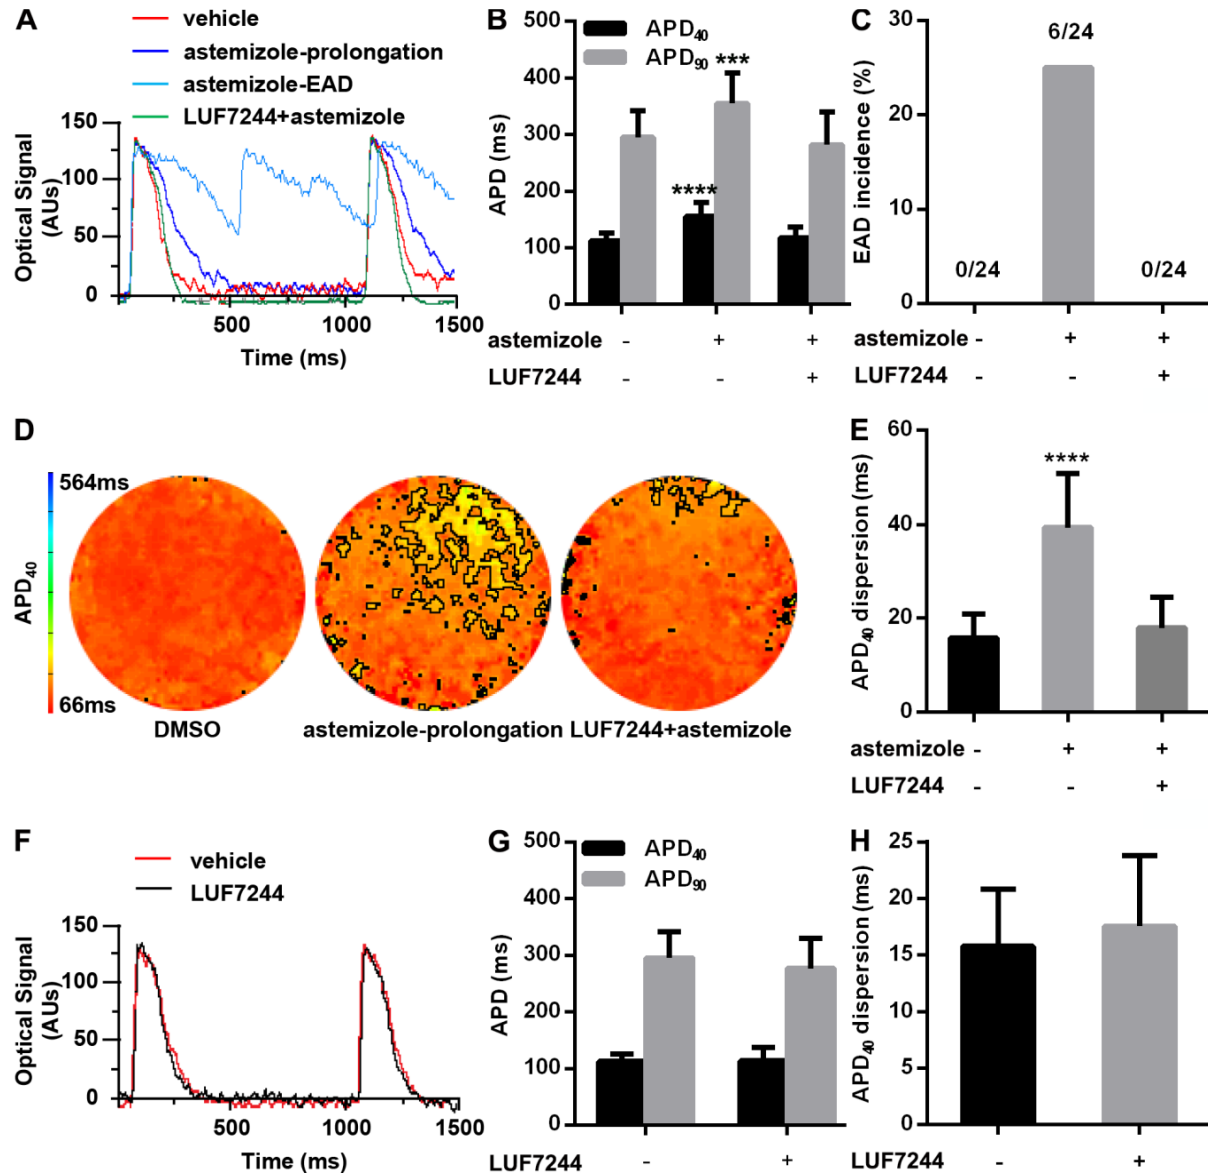 A
vehicle
astemizole-prolongation
astemizole-EAD
LUF7244+astemizole
Optical Signal
(AUs)
150
100
50
0
500
1000
1500
Time (ms)
B
APD40
APD90
APD (ms)
500
400
300
200
100
0
****
***
astemizole - + +
LUF7244 - - +
C
EAD incidence (%)
30
20
10
0
0/24
6/24
0/24
astemizole - + +
LUF7244 - - +
D
564ms
APD40
66ms
DMSO
astemizole-prolongation
LUF7244+astemizole
E
APD40 dispersion (ms)
60
40
20
0
****
astemizole - + +
LUF7244 - - +
F
vehicle
LUF7244
Optical Signal
(AUs)
150
100
50
0
500
1000
1500
Time (ms)
G
APD40
APD90
APD (ms)
500
400
300
200
100
0
LUF7244 - +
H
APD40 dispersion (ms)
25
20
15
10
5
0
LUF7244 - +